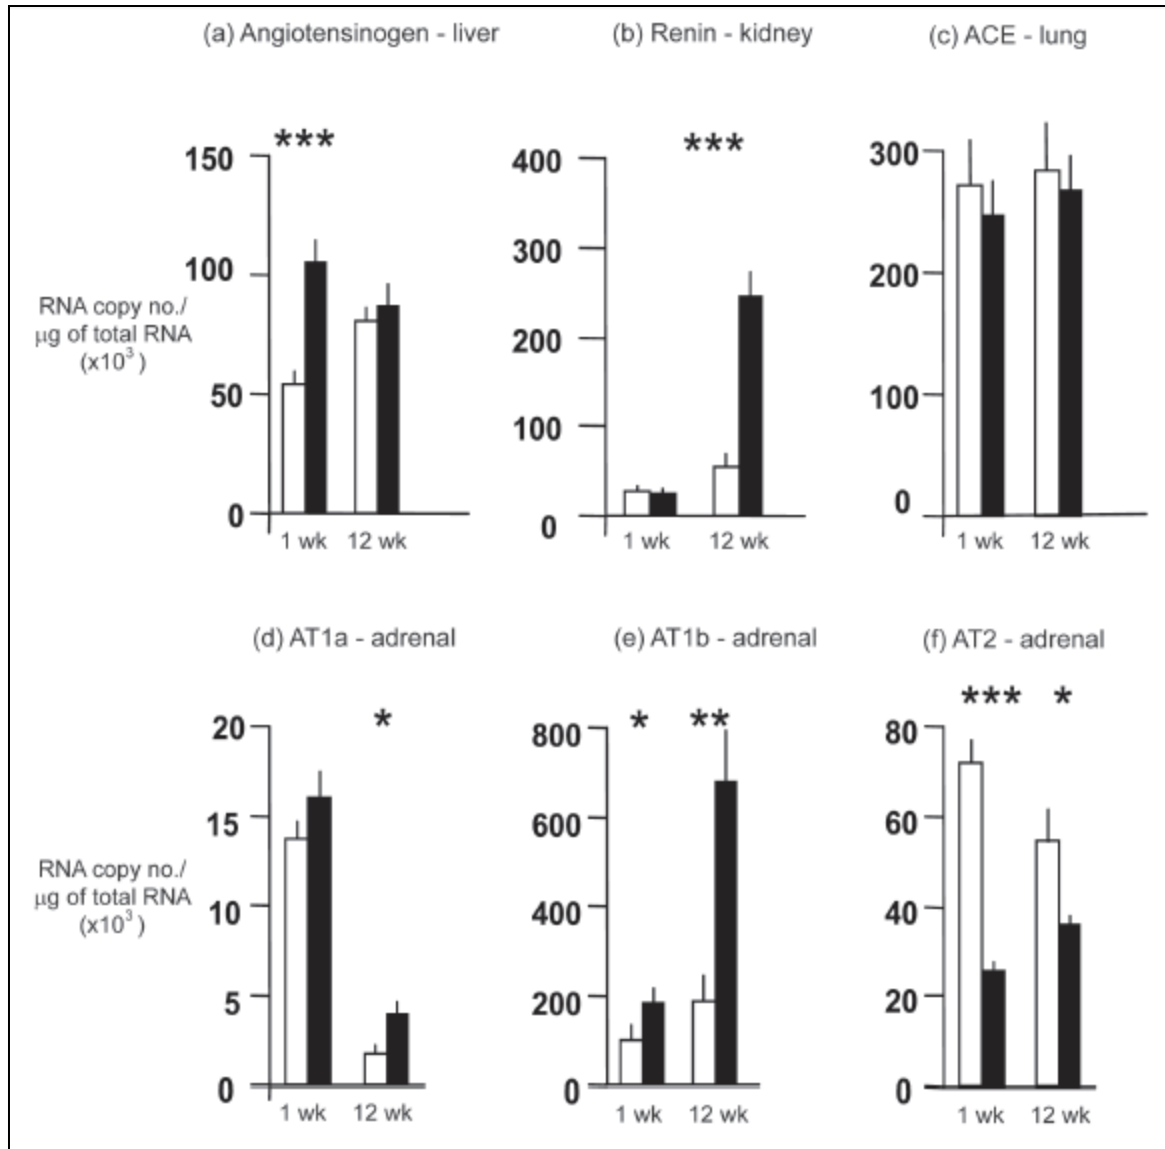 (a) Angiotensinogen - liver
(b) Renin - kidney
(c) ACE - lung
***
***
150
100
50
0
400
300
200
100
0
300
200
100
0
RNA copy no./
μg of total RNA
(x10³)
1 wk 12 wk
1 wk 12 wk
1 wk 12 wk
(d) AT1a - adrenal
(e) AT1b - adrenal
(f) AT2 - adrenal
*
* **
*** *
20
15
10
5
0
800
600
400
200
0
80
60
40
20
0
RNA copy no./
μg of total RNA
(x10³)
1 wk 12 wk
1 wk 12 wk
1 wk 12 wk